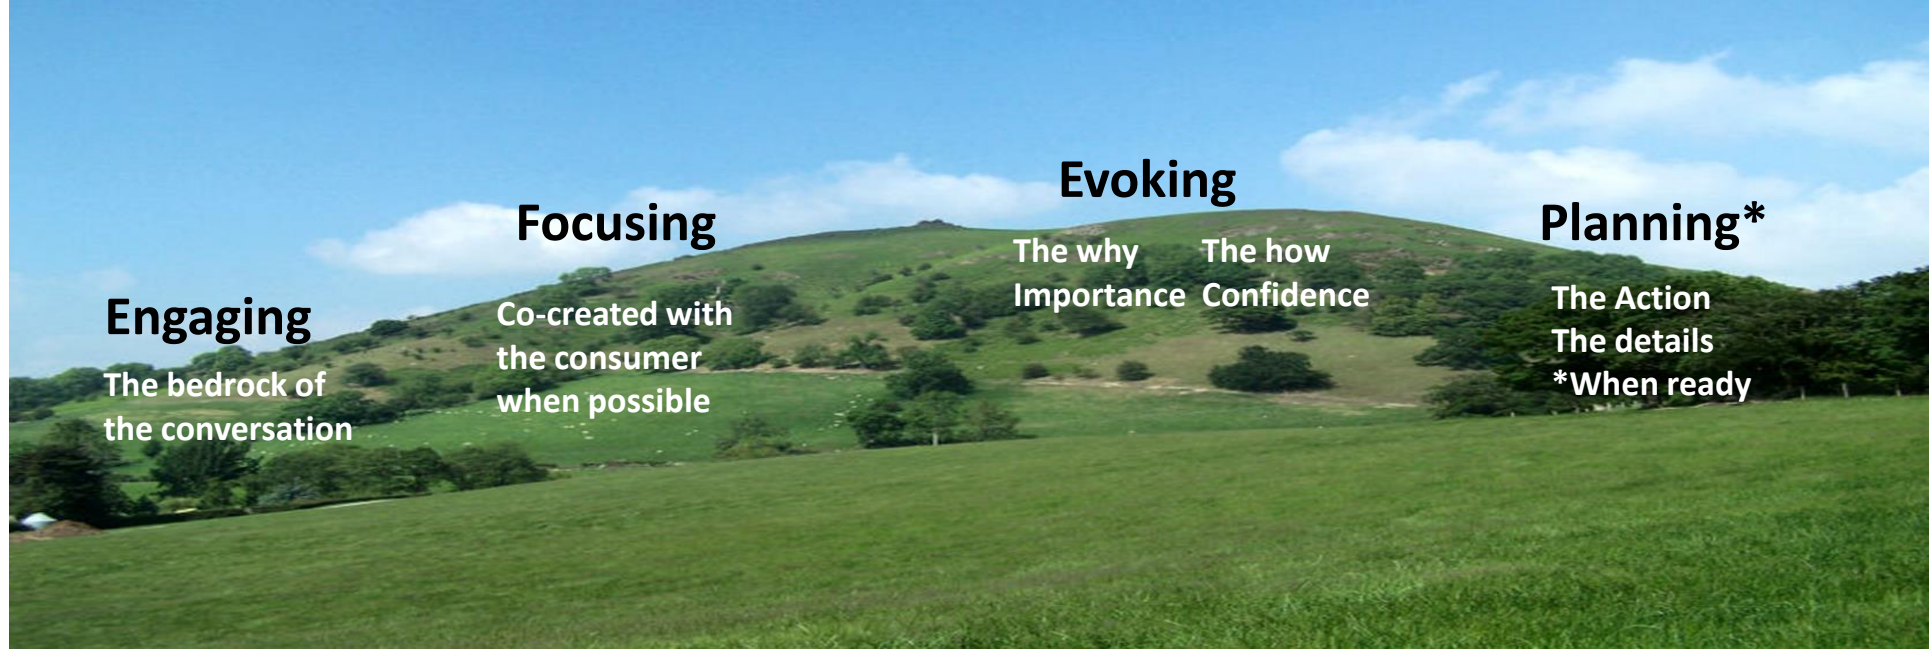 Engaging
The bedrock of
the conversation
Focusing
Co-created with
the consumer
when possible
Evoking
The why
Importance
The how
Confidence
Planning*
The Action
The details
*When ready